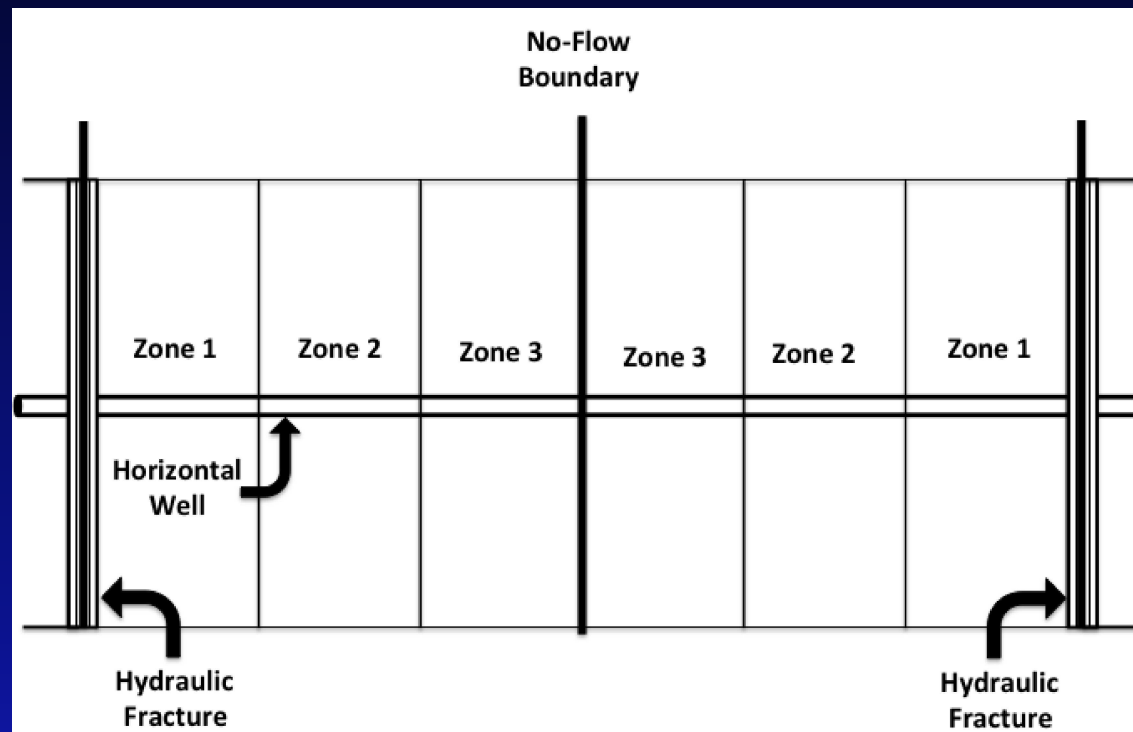 No-Flow
Boundary
Zone 1
Zone 2
Zone 3
Zone 3
Zone 2
Zone 1
Horizontal
Well
Hydraulic
Fracture
Hydraulic
Fracture